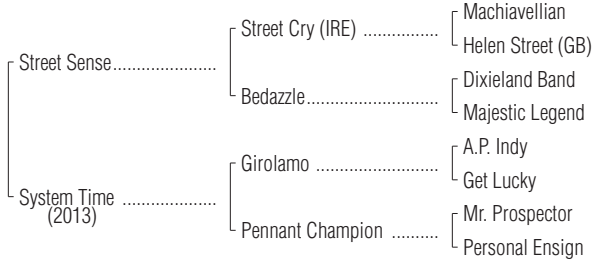 Street Sense
System Time
(2013)
Street Cry (IRE)
Bedazzle
Girolamo
Pennant Champion
Machiavellian
Helen Street (GB)
Dixieland Band
Majestic Legend
A.P. Indy
Get Lucky
Mr. Prospector
Personal Ensign